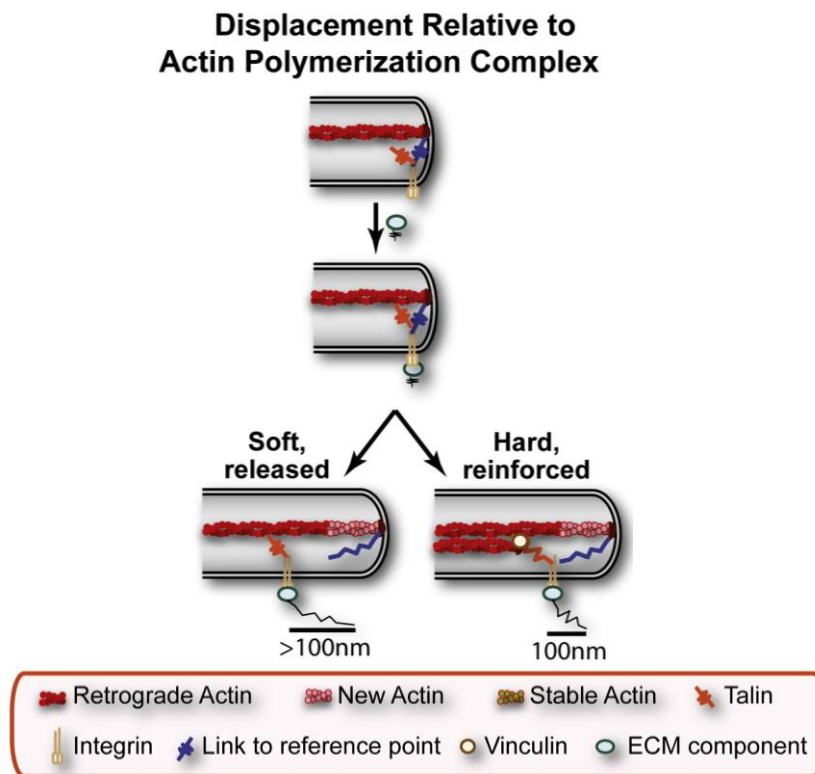 Displacement Relative to
Actin Polymerization Complex
Soft,
released
Hard,
reinforced
>100nm
100nm
Retrograde Actin
New Actin
Stable Actin
Talin
Integrin
Link to reference point
Vinculin
ECM component